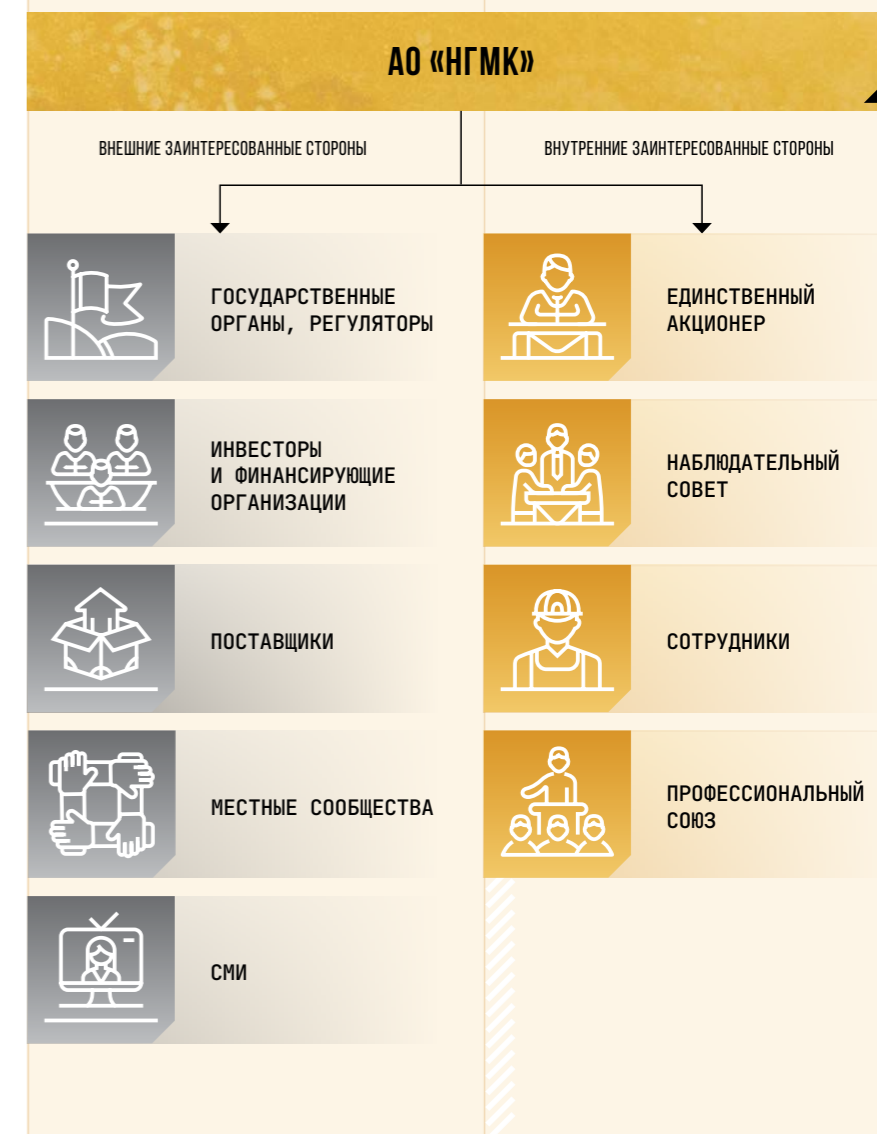 АО «НГМК»
ВНЕШНИЕ ЗАИНТЕРЕСОВАННЫЕ СТОРОНЫ
ГОСУДАРСТВЕННЫЕ
ОРГАНЫ, РЕГУЛЯТОРЫ
ИНВЕСТОРЫ
И ФИНАНСИРУЮЩИЕ
ОРГАНИЗАЦИИ
ПОСТАВЩИКИ
МЕСТНЫЕ СООБЩЕСТВА
СМИ
ВНУТРЕННИЕ ЗАИНТЕРЕСОВАННЫЕ СТОРОНЫ
ЕДИНСТВЕННЫЙ
АКЦИОНЕР
НАБЛЮДАТЕЛЬНЫЙ
СОВЕТ
СОТРУДНИКИ
ПРОФЕССИОНАЛЬНЫЙ
СОЮЗ